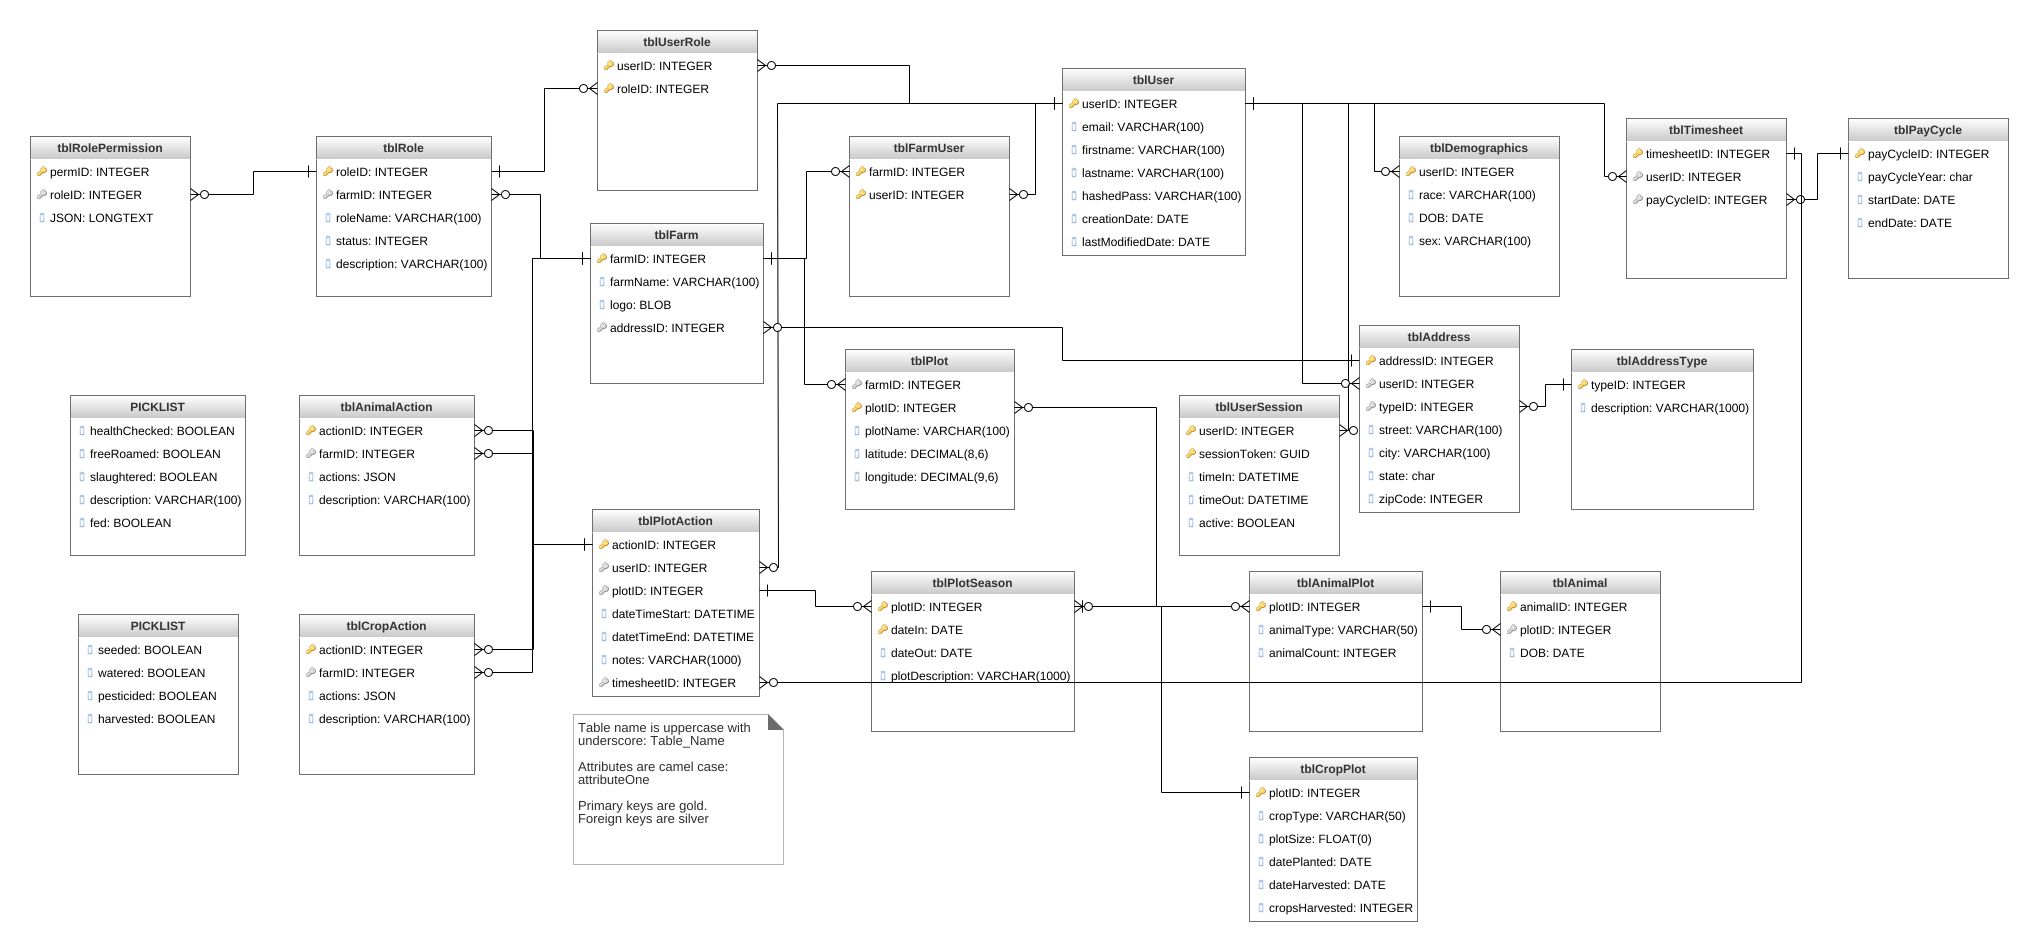 tblUserRole
userID: INTEGER
roleID: INTEGER
tblUser
userID: INTEGER
email: VARCHAR(100)
firstname: VARCHAR(100)
lastname: VARCHAR(100)
hashedPass: VARCHAR(100)
creationDate: DATE
lastModifiedDate: DATE
tblRolePermission
permID: INTEGER
roleID: INTEGER
JSON: LONGTEXT
tblRole
roleID: INTEGER
farmID: INTEGER
roleName: VARCHAR(100)
status: INTEGER
description: VARCHAR(100)
tblFarmUser
farmID: INTEGER
userID: INTEGER
tblDemographics
userID: INTEGER
race: VARCHAR(100)
DOB: DATE
sex: VARCHAR(100)
tblTimesheet
timesheetID: INTEGER
userID: INTEGER
payCycleID: INTEGER
tblPayCycle
payCycleID: INTEGER
payCycleYear: char
startDate: DATE
endDate: DATE
tblFarm
farmID: INTEGER
farmName: VARCHAR(100)
logo: BLOB
addressID: INTEGER
tblPlot
farmID: INTEGER
plotID: INTEGER
plotName: VARCHAR(100)
latitude: DECIMAL(8,6)
longitude: DECIMAL(9,6)
tblAddress
addressID: INTEGER
userID: INTEGER
typeID: INTEGER
street: VARCHAR(100)
city: VARCHAR(100)
state: char
zipCode: INTEGER
tblAddressType
typeID: INTEGER
description: VARCHAR(1000)
PICKLIST
healthChecked: BOOLEAN
freeRoamed: BOOLEAN
slaughtered: BOOLEAN
description: VARCHAR(100)
fed: BOOLEAN
tblAnimalAction
actionID: INTEGER
farmID: INTEGER
actions: JSON
description: VARCHAR(100)
tblUserSession
userID: INTEGER
sessionToken: GUID
timeIn: DATETIME
timeOut: DATETIME
active: BOOLEAN
tblPlotAction
actionID: INTEGER
userID: INTEGER
plotID: INTEGER
dateTimeStart: DATETIME
datetTimeEnd: DATETIME
notes: VARCHAR(1000)
timesheetID: INTEGER
tblPlotSeason
plotID: INTEGER
dateIn: DATE
dateOut: DATE
plotDescription: VARCHAR(1000)
tblAnimalPlot
plotID: INTEGER
animalType: VARCHAR(50)
animalCount: INTEGER
tblAnimal
animalID: INTEGER
plotID: INTEGER
DOB: DATE
PICKLIST
seeded: BOOLEAN
watered: BOOLEAN
pesticided: BOOLEAN
harvested: BOOLEAN
tblCropAction
actionID: INTEGER
farmID: INTEGER
actions: JSON
description: VARCHAR(100)
Table name is uppercase with
underscore: Table_Name
Attributes are camel case:
attributeOne
Primary keys are gold.
Foreign keys are silver
tblCropPlot
plotID: INTEGER
cropType: VARCHAR(50)
plotSize: FLOAT(0)
datePlanted: DATE
dateHarvested: DATE
cropsHarvested: INTEGER